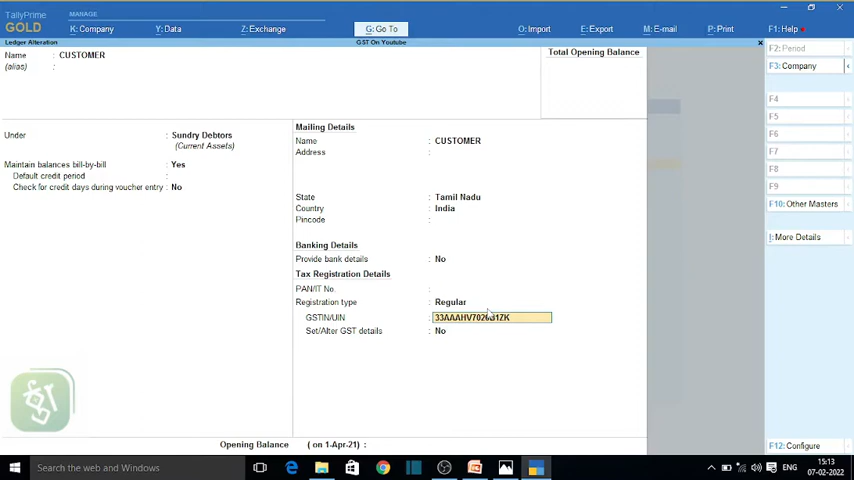 TallyPrime
GOLD
MANAGE
K: Company
Y: Data
Z: Exchange
G: Go To
O: Import
E: Export
M: E-mail
P: Print
F1: Help
Ledger Alteration
GST On Youtube
Name : CUSTOMER
(alias) :
Total Opening Balance
Under : Sundry Debtors
(Current Assets)
Maintain balances bill-by-bill : Yes
Default credit period :
Check for credit days during voucher entry : No
Mailing Details
Name : CUSTOMER
Address :
State : Tamil Nadu
Country : India
Pincode :
Banking Details
Provide bank details : No
Tax Registration Details
PAN/IT No. :
Registration type : Regular
GSTIN/UIN :
Set/Alter GST details : No
Opening Balance ( on 1-Apr-21) :
F2: Period
F3: Company
F4
F5
F6
F7
F8
F9
F10: Other Masters
I: More Details
F12: Configure
Search the web and Windows
ENG
15:13
07-02-2022